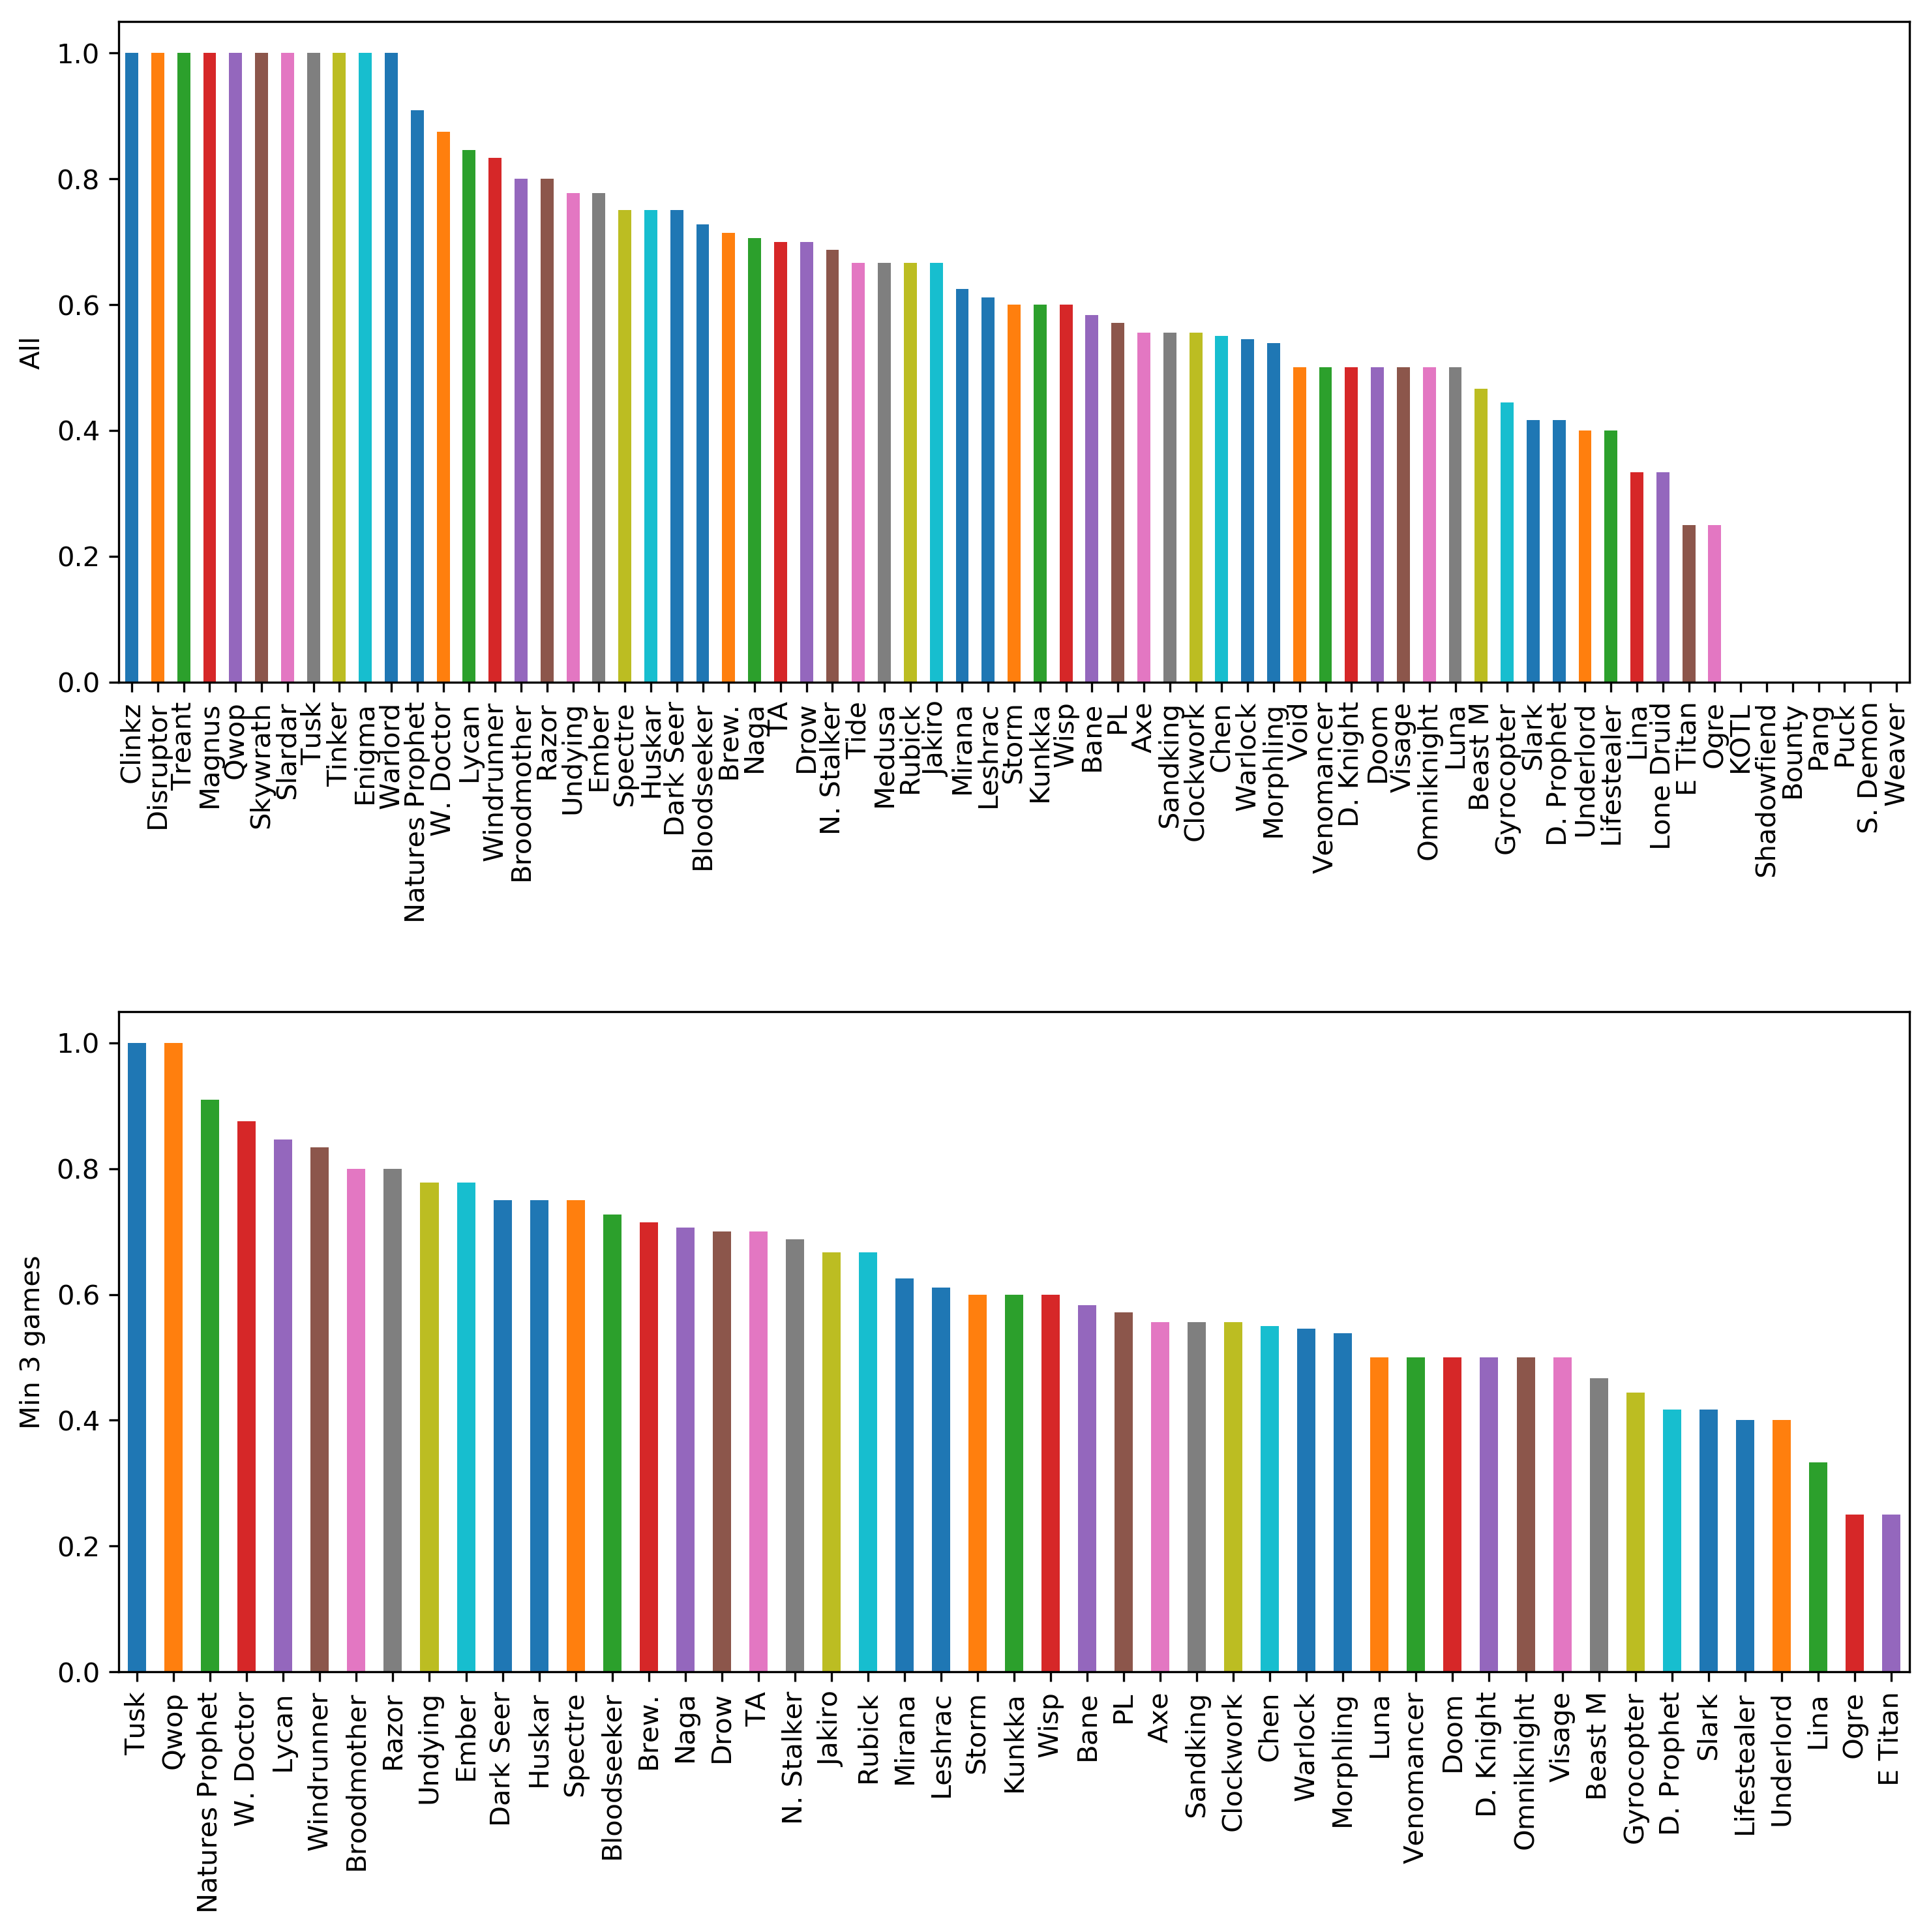 All
1.0
0.8
0.6
0.4
0.2
0.0
Clinkz
Disruptor
Treant
Magnus
Qwop
Skywrath
Slardar
Tusk
Tinker
Enigma
Warlord
Natures Prophet
W. Doctor
Lycan
Windrunner
Broodmother
Razor
Undying
Ember
Spectre
Huskar
Dark Seer
Bloodseeker
Brew.
Naga
TA
Drow
N. Stalker
Tide
Medusa
Rubick
Jakiro
Mirana
Leshrac
Storm
Kunkka
Wisp
Bane
PL
Axe
Sandking
Clockwork
Chen
Warlock
Morphling
Void
Venomancer
D. Knight
Doom
Visage
Omniknight
Luna
Beast M
Gyrocopter
Slark
D. Prophet
Underlord
Lifestealer
Lina
Lone Druid
E Titan
Ogre
KOTL
Shadowfiend
Bounty
Pang
Puck
S. Demon
Weaver
Min 3 games
1.0
0.8
0.6
0.4
0.2
0.0
Tusk
Qwop
Natures Prophet
W. Doctor
Lycan
Windrunner
Broodmother
Razor
Undying
Ember
Dark Seer
Huskar
Spectre
Bloodseeker
Brew.
Naga
Drow
TA
N. Stalker
Jakiro
Rubick
Mirana
Leshrac
Storm
Kunkka
Wisp
Bane
PL
Axe
Sandking
Clockwork
Chen
Warlock
Morphling
Luna
Venomancer
Doom
D. Knight
Omniknight
Visage
Beast M
Gyrocopter
D. Prophet
Slark
Lifestealer
Underlord
Lina
Ogre
E Titan